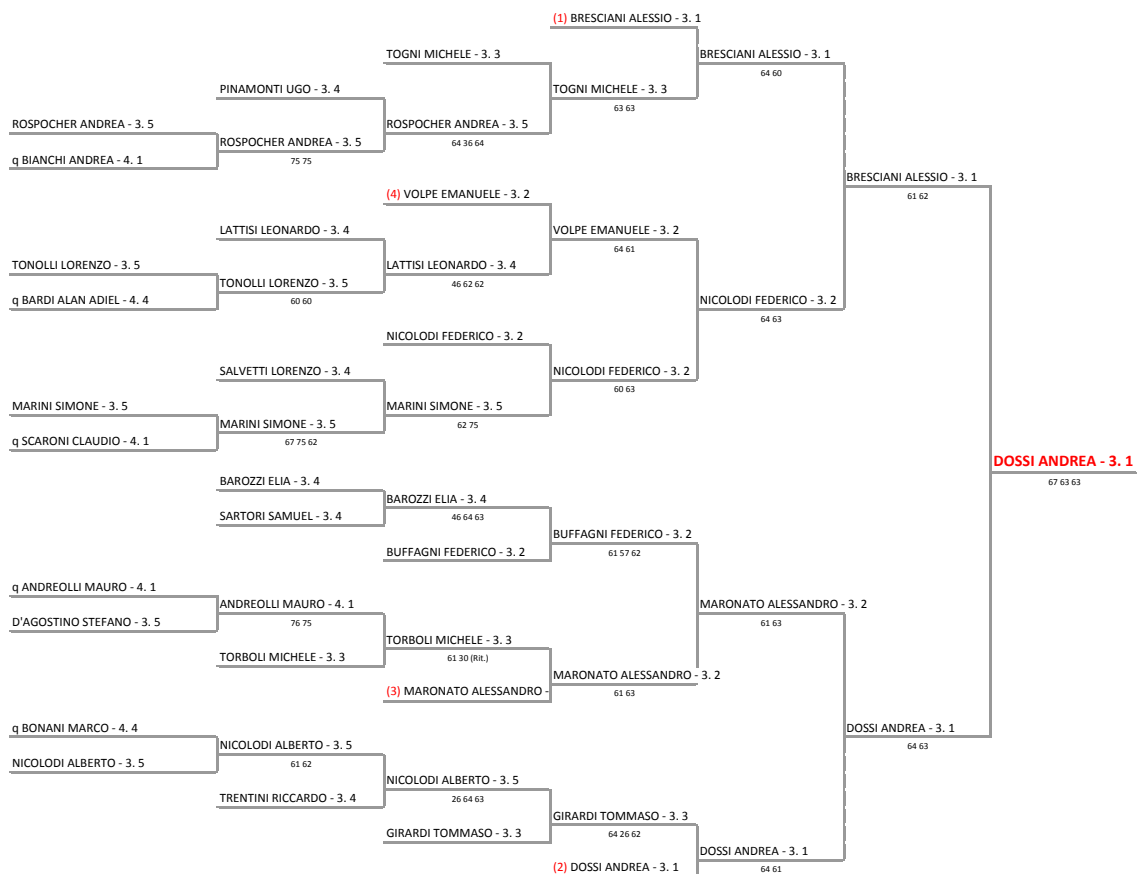 (1) BRESCIANI ALESSIO - 3. 1
TOGNI MICHELE - 3. 3
BRESCIANI ALESSIO - 3. 1
64 60
PINAMONTI UGO - 3. 4
TOGNI MICHELE - 3. 3
63 63
ROSPOCHER ANDREA - 3. 5
ROSPOCHER ANDREA - 3. 5
64 36 64
ROSPOCHER ANDREA - 3. 5
75 75
q BIANCHI ANDREA - 4. 1
BRESCIANI ALESSIO - 3. 1
61 62
(4) VOLPE EMANUELE - 3. 2
LATTISI LEONARDO - 3. 4
VOLPE EMANUELE - 3. 2
64 61
TONOLLI LORENZO - 3. 5
LATTISI LEONARDO - 3. 4
46 62 62
TONOLLI LORENZO - 3. 5
60 60
q BARDI ALAN ADIEL - 4. 4
NICOLODI FEDERICO - 3. 2
64 63
NICOLODI FEDERICO - 3. 2
SALVETTI LORENZO - 3. 4
NICOLODI FEDERICO - 3. 2
60 63
MARINI SIMONE - 3. 5
MARINI SIMONE - 3. 5
62 75
MARINI SIMONE - 3. 5
67 75 62
q SCARONI CLAUDIO - 4. 1
DOSSI ANDREA - 3. 1
67 63 63
BAROZZI ELIA - 3. 4
BAROZZI ELIA - 3. 4
46 64 63
SARTORI SAMUEL - 3. 4
BUFFAGNI FEDERICO - 3. 2
61 57 62
BUFFAGNI FEDERICO - 3. 2
q ANDREOLLI MAURO - 4. 1
ANDREOLLI MAURO - 4. 1
76 75
MARONATO ALESSANDRO - 3. 2
61 63
D'AGOSTINO STEFANO - 3. 5
TORBOLI MICHELE - 3. 3
61 30 (Rit.)
TORBOLI MICHELE - 3. 3
MARONATO ALESSANDRO - 3. 2
61 63
(3) MARONATO ALESSANDRO -
q BONANI MARCO - 4. 4
DOSSI ANDREA - 3. 1
64 63
NICOLODI ALBERTO - 3. 5
61 62
NICOLODI ALBERTO - 3. 5
NICOLODI ALBERTO - 3. 5
26 64 63
TRENTINI RICCARDO - 3. 4
GIRARDI TOMMASO - 3. 3
64 26 62
GIRARDI TOMMASO - 3. 3
DOSSI ANDREA - 3. 1
64 61
(2) DOSSI ANDREA - 3. 1